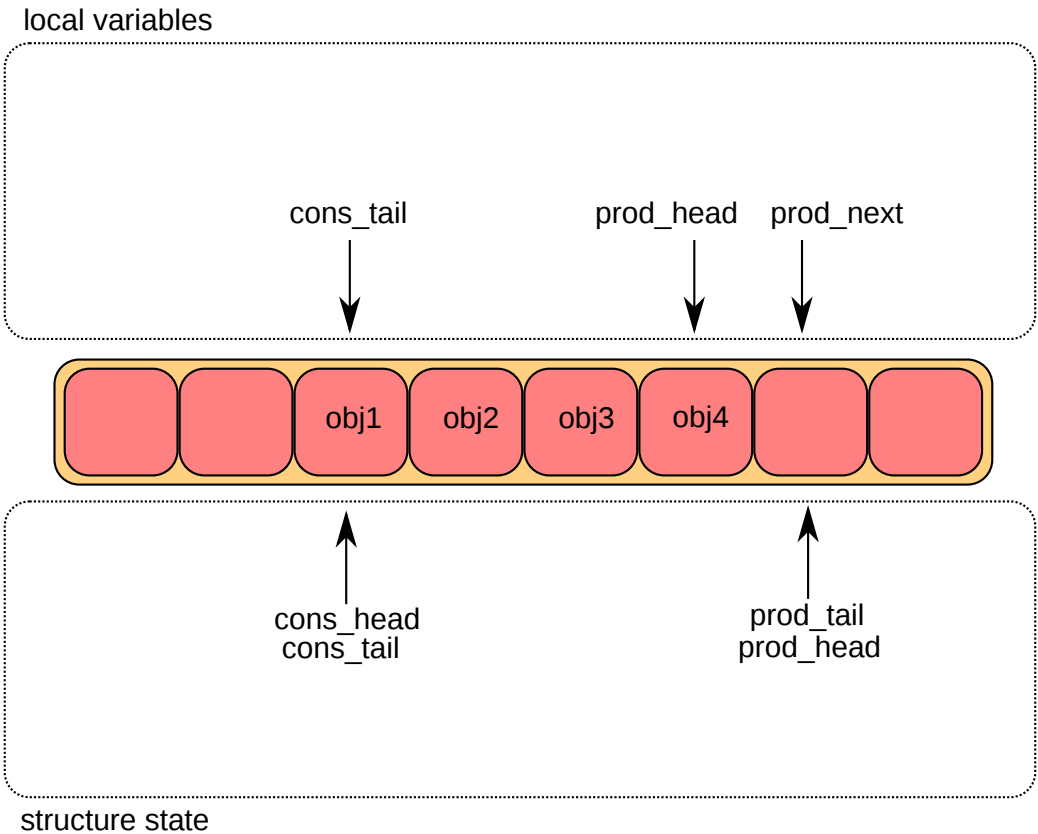 local variables
cons_tail prod_head prod_next
obj1 obj2 obj3 obj4
cons_head
cons_tail
prod_tail
prod_head
structure state